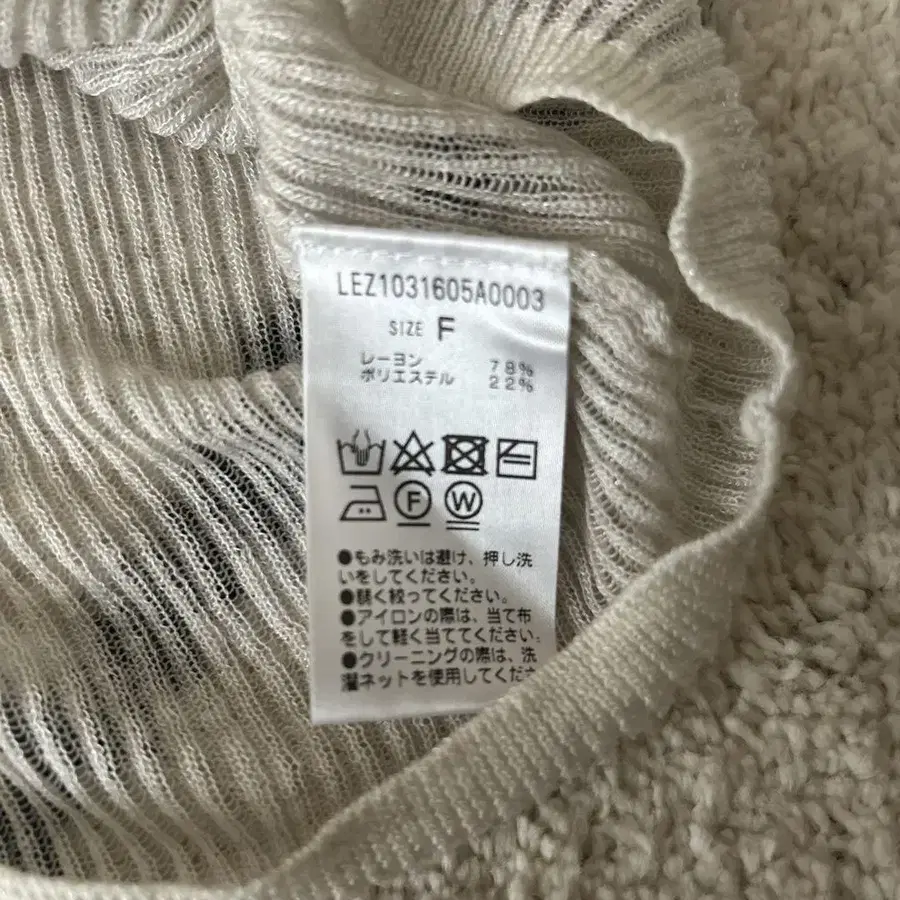 LEZ1031605A0003
SIZE F
レーヨン 78%
ポリエステル 22%
F W
●もみ洗いは避け、押し洗
いをしてください。
●弱く絞ってください。
●アイロンの際は、当て布
をして軽く当ててください。
●クリーニングの際は、洗
濯ネットを使用してくださ